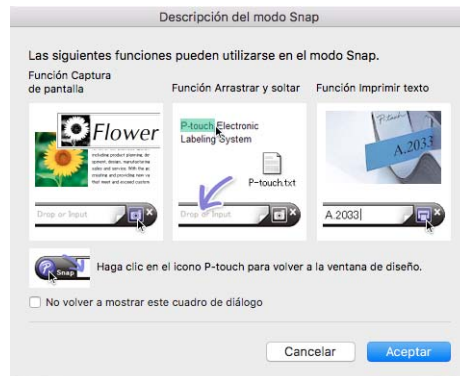 Descripción del modo Snap
Las siguientes funciones pueden utilizarse en el modo Snap.
Función Captura
de pantalla
Función Arrastrar y soltar
Función Imprimir texto
Flower
P-touch Electronic
Labeling System
P-touch.txt
A.2033
Drop or Input
Drop or Input
A.2033
Snap
Haga clic en el icono P-touch para volver a la ventana de diseño.
No volver a mostrar este cuadro de diálogo
Cancelar
Aceptar